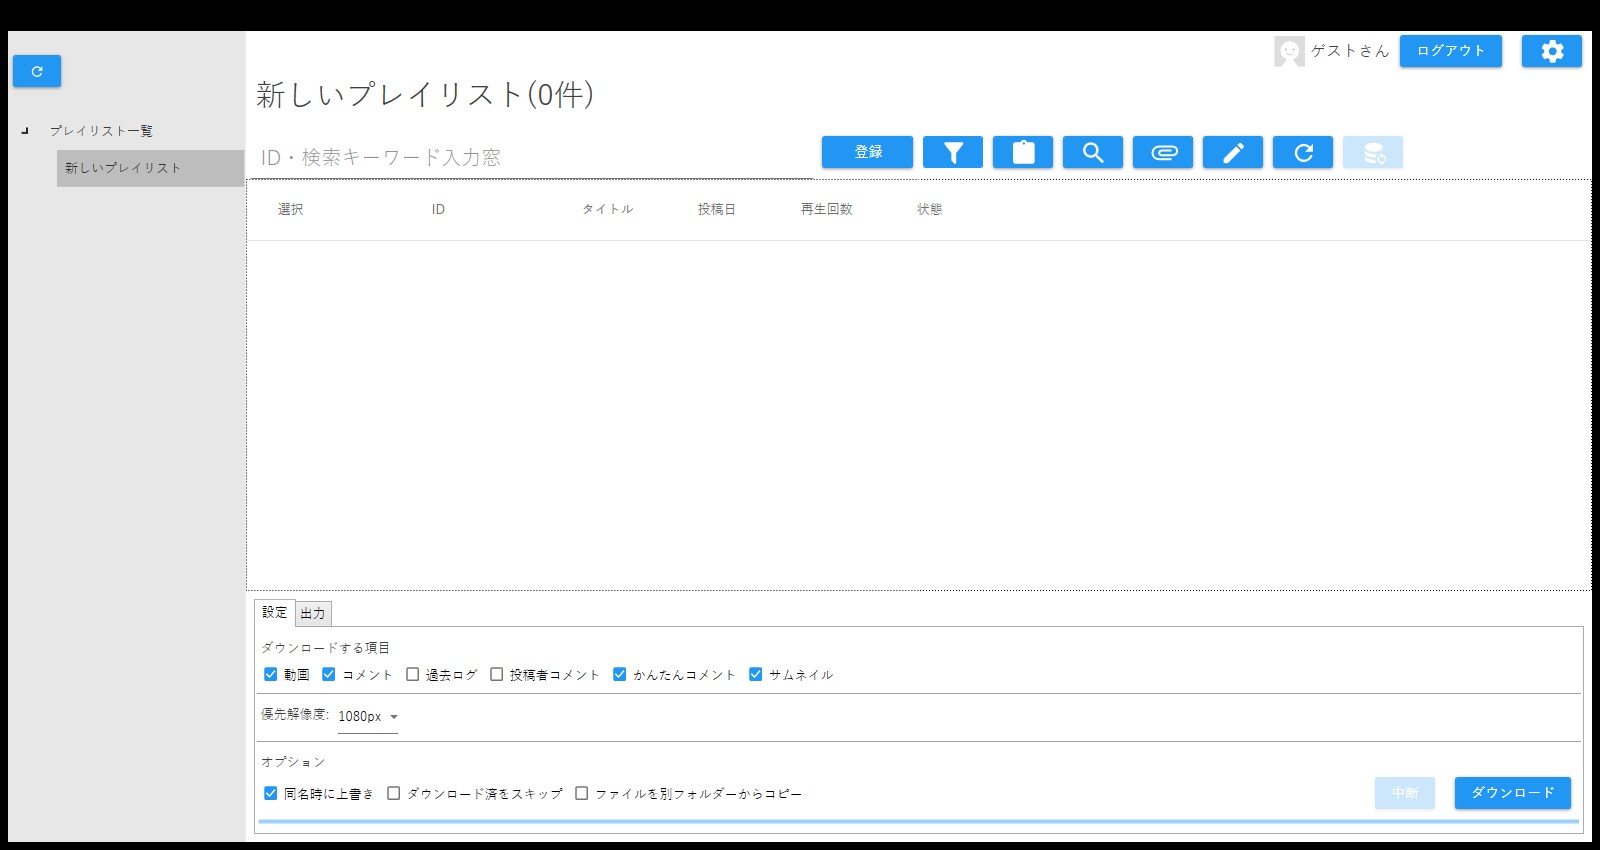 ゲストさん ログアウト
新しいプレイリスト(0件)
プレイリスト一覧
新しいプレイリスト
ID・検索キーワード入力窓 登録
選択 ID タイトル 投稿日 再生回数 状態
設定 出力
ダウンロードする項目
動画 コメント 過去ログ 投稿者コメント かんたんコメント サムネイル
優先解像度: 1080px
オプション
同名時に上書き ダウンロード済をスキップ ファイルを別フォルダーからコピー 中断 ダウンロード